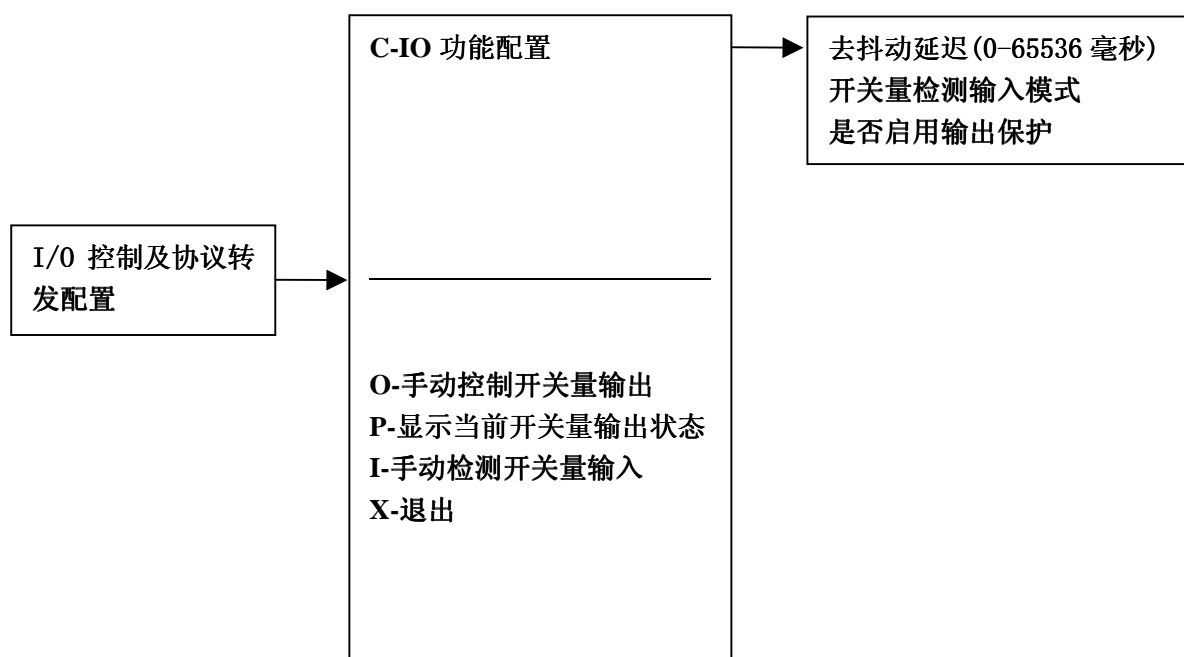 C-IO 功能配置
去抖动延迟(0-65536 毫秒)
开关量检测输入模式
是否启用输出保护
I/O 控制及协议转
发配置
O-手动控制开关量输出
P-显示当前开关量输出状态
I-手动检测开关量输入
X-退出